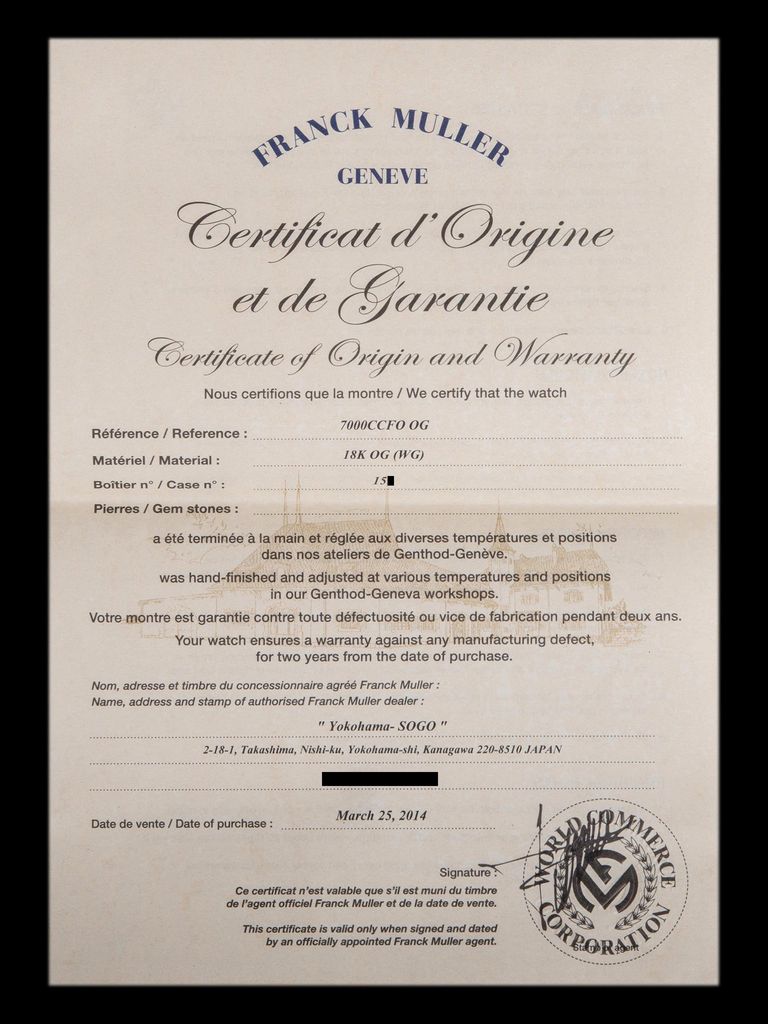 FRANCK MULLER
GENEVE
Certificat d'Origine
et de Garantie
Certificate of Origin and Warranty
Nous certifions que la montre / We certify that the watch
Référence / Reference : 7000CCFO OG
Matériel / Material : 18K OG (WG)
Boîtier n° / Case n° : 15
Pierres / Gem stones :
a été terminée à la main et réglée aux diverses températures et positions
dans nos ateliers de Genthod-Genève.
was hand-finished and adjusted at various temperatures and positions
in our Genthod-Geneva workshops.
Votre montre est garantie contre toute défectuosité ou vice de fabrication pendant deux ans.
Your watch ensures a warranty against any manufacturing defect,
for two years from the date of purchase.
Nom, adresse et timbre du concessionnaire agréé Franck Muller :
Name, address and stamp of authorised Franck Muller dealer :
" Yokohama- SOGO "
2-18-1, Takashima, Nishi-ku, Yokohama-shi, Kanagawa 220-8510 JAPAN
Date de vente / Date of purchase : March 25, 2014
Signature :
WORLD COMMERCE
CORPORATION
Stamp of agent
Ce certificat n'est valable que s'il est muni du timbre
de l'agent officiel Franck Muller et de la date de vente.
This certificate is valid only when signed and dated
by an officially appointed Franck Muller agent.